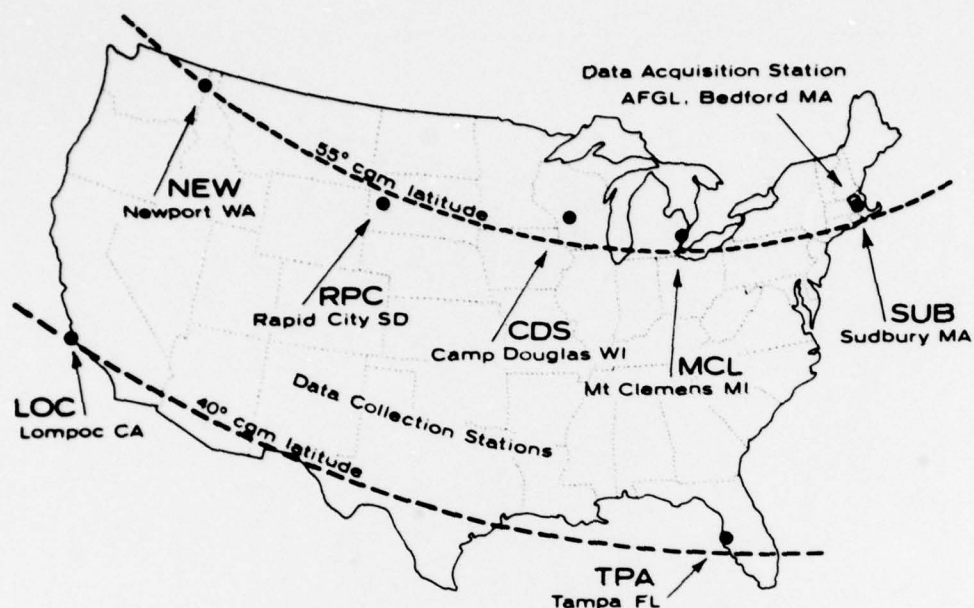 Data Acquisition Station
AFGL, Bedford MA
55° cgm latitude
NEW
Newport WA
RPC
Rapid City SD
CDS
Camp Douglas WI
MCL
Mt Clemens MI
SUB
Sudbury MA
LOC
Lompoc CA
Data Collection Stations
40° cgm latitude
TPA
Tampa FL